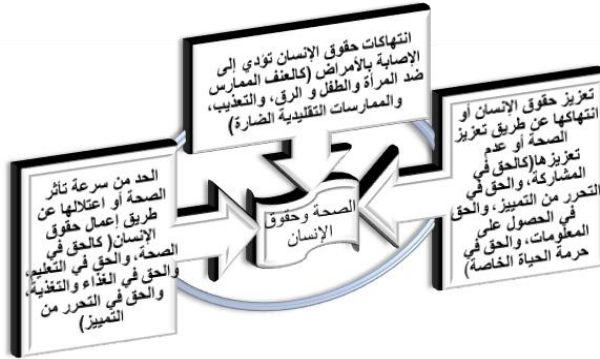 انتهاكات حقوق الإنسان تؤدي إلى
الإصابة بالأمراض (كالعنف الممارس
ضد المرأة والطفل و الرق، والتعذيب،
والممارسات التقليدية الضارة)
تعزيز حقوق الإنسان أو
انتهاكها عن طريق تعزيز
الصحة أو عدم
تعزيزها(كالحق في
المشاركة، والحق في
التحرر من التمييز، والحق
في الحصول على
المعلومات، والحق في
حرمة الحياة الخاصة)
الحد من سرعة تأثر
الصحة أو اعتلالها عن
طريق إعمال حقوق
الإنسان( كالحق في
الصحة، والحق في التعليم،
والحق في الغذاء والتغذية،
والحق في التحرر من
التمييز)
الصحة وحقوق
الإنسان